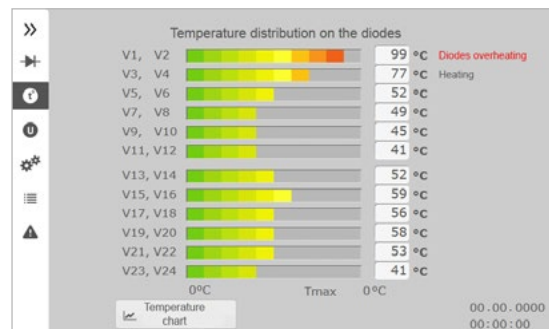 Temperature distribution on the diodes
V1, V2 99 °C Diodes overheating
V3, V4 77 °C Heating
V5, V6 52 °C
V7, V8 49 °C
V9, V10 45 °C
V11, V12 41 °C
V13, V14 52 °C
V15, V16 59 °C
V17, V18 56 °C
V19, V20 58 °C
V21, V22 53 °C
V23, V24 41 °C
0°C Tmax 0°C
Temperature
chart
00.00.0000
00:00:00
t°
U